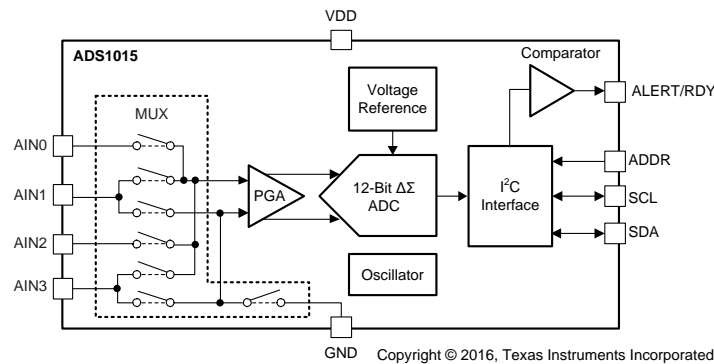 VDD
ADS1015
Comparator
Voltage
Reference
ALERT/RDY
MUX
AIN0
ADDR
AIN1
PGA
12-Bit ΔΣ
ADC
I²C
Interface
SCL
AIN2
SDA
Oscillator
AIN3
GND
Copyright © 2016, Texas Instruments Incorporated